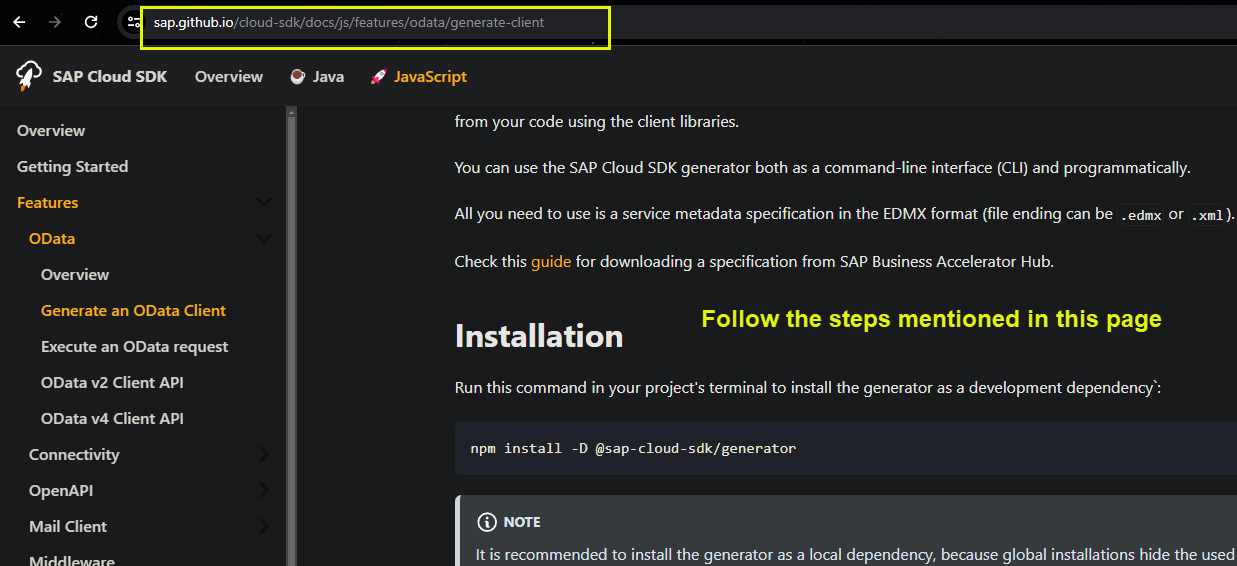 sap.github.io/cloud-sdk/docs/js/features/odata/generate-client
SAP Cloud SDK Overview Java JavaScript
Overview
Getting Started
Features
OData
Overview
Generate an OData Client
Execute an OData request
OData v2 Client API
OData v4 Client API
Connectivity
OpenAPI
Mail Client
Middleware
from your code using the client libraries.
You can use the SAP Cloud SDK generator both as a command-line interface (CLI) and programmatically.
All you need to use is a service metadata specification in the EDMX format (file ending can be .edmx or .xml).
Check this guide for downloading a specification from SAP Business Accelerator Hub.
Follow the steps mentioned in this page
Installation
Run this command in your project's terminal to install the generator as a development dependency`:
npm install -D @sap-cloud-sdk/generator
NOTE
It is recommended to install the generator as a local dependency, because global installations hide the used